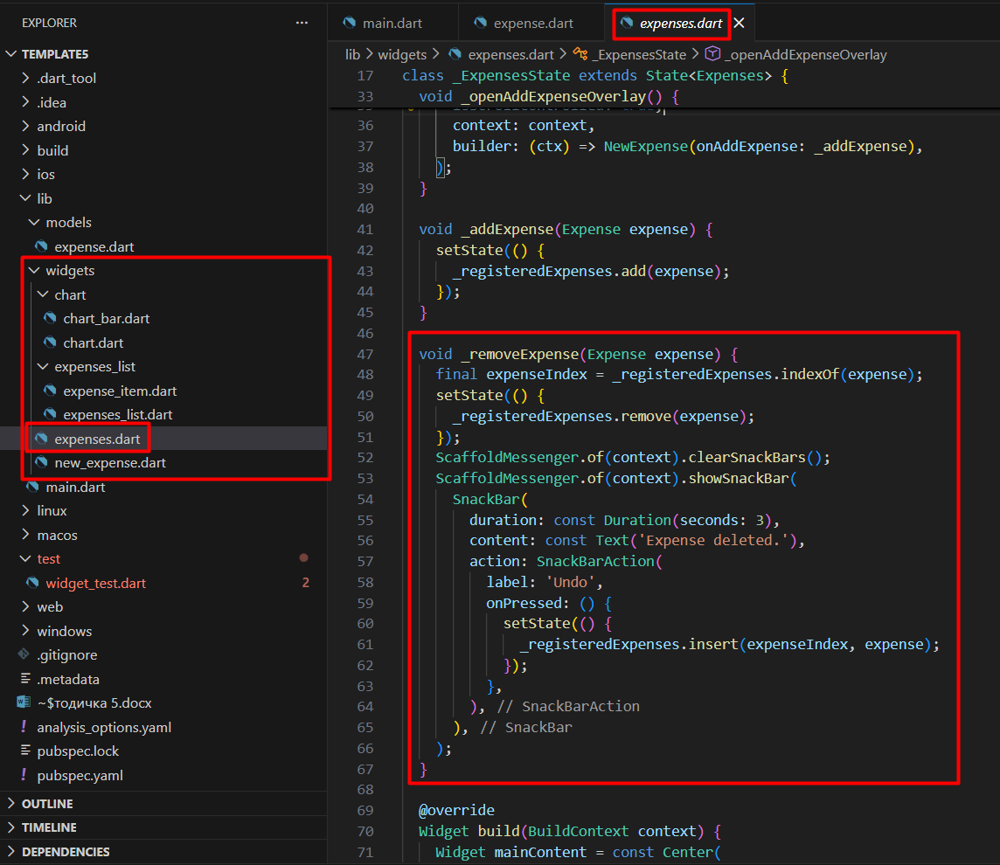 EXPLORER
...
TEMPLATE5
.dart_tool
.idea
android
build
ios
lib
models
expense.dart
widgets
chart
chart_bar.dart
chart.dart
expenses_list
expense_item.dart
expenses_list.dart
expenses.dart
new_expense.dart
main.dart
linux
macos
test
widget_test.dart 2
web
windows
.gitignore
.metadata
~$тодичка 5.docx
analysis_options.yaml
pubspec.lock
pubspec.yaml
OUTLINE
TIMELINE
DEPENDENCIES
main.dart expense.dart expenses.dart
lib > widgets > expenses.dart > _ExpensesState > _openAddExpenseOverlay
17 class _ExpensesState extends State<Expenses> {
33 void _openAddExpenseOverlay() {
36 context: context,
37 builder: (ctx) => NewExpense(onAddExpense: _addExpense),
38 );
39 }
40
41 void _addExpense(Expense expense) {
42 setState(() {
43 _registeredExpenses.add(expense);
44 });
45 }
46
47 void _removeExpense(Expense expense) {
48 final expenseIndex = _registeredExpenses.indexOf(expense);
49 setState(() {
50 _registeredExpenses.remove(expense);
51 });
52 ScaffoldMessenger.of(context).clearSnackBars();
53 ScaffoldMessenger.of(context).showSnackBar(
54 SnackBar(
55 duration: const Duration(seconds: 3),
56 content: const Text('Expense deleted.'),
57 action: SnackBarAction(
58 label: 'Undo',
59 onPressed: () {
60 setState(() {
61 _registeredExpenses.insert(expenseIndex, expense);
62 });
63 },
64 ), // SnackBarAction
65 ), // SnackBar
66 );
67 }
68
69 @override
70 Widget build(BuildContext context) {
71 Widget mainContent = const Center(